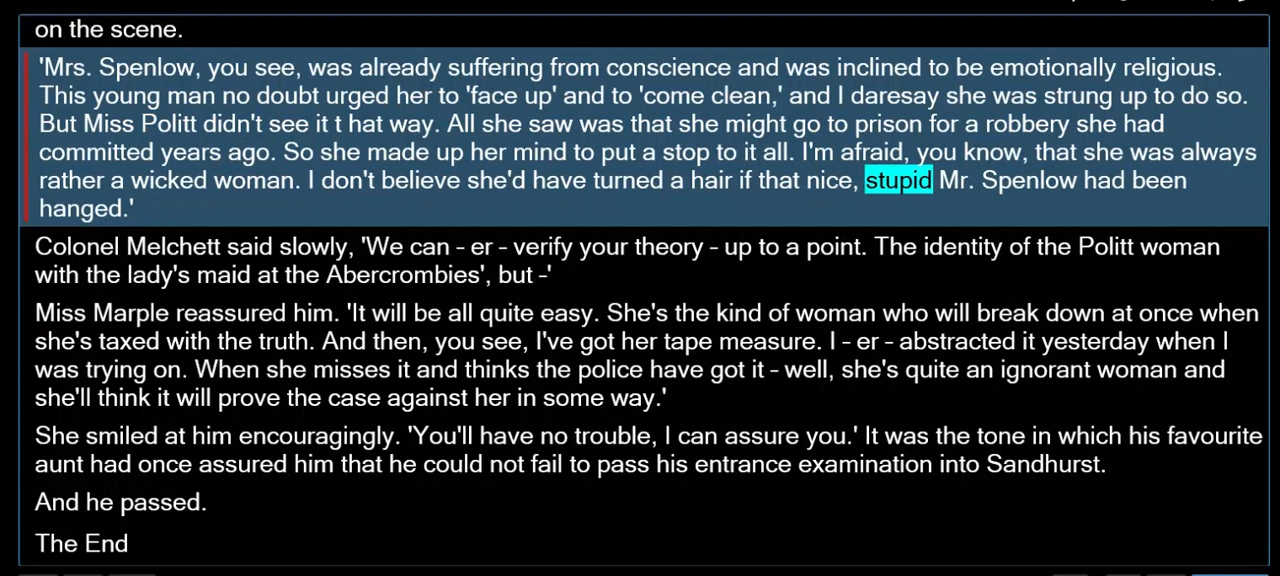 on the scene.
'Mrs. Spenlow, you see, was already suffering from conscience and was inclined to be emotionally religious.
This young man no doubt urged her to 'face up' and to 'come clean,' and I daresay she was strung up to do so.
But Miss Politt didn't see it t hat way. All she saw was that she might go to prison for a robbery she had
committed years ago. So she made up her mind to put a stop to it all. I'm afraid, you know, that she was always
rather a wicked woman. I don't believe she'd have turned a hair if that nice, stupid Mr. Spenlow had been
hanged.'
Colonel Melchett said slowly, 'We can – er – verify your theory – up to a point. The identity of the Politt woman
with the lady's maid at the Abercrombies', but –'
Miss Marple reassured him. 'It will be all quite easy. She's the kind of woman who will break down at once when
she's taxed with the truth. And then, you see, I've got her tape measure. I – er – abstracted it yesterday when I
was trying on. When she misses it and thinks the police have got it – well, she's quite an ignorant woman and
she'll think it will prove the case against her in some way.'
She smiled at him encouragingly. 'You'll have no trouble, I can assure you.' It was the tone in which his favourite
aunt had once assured him that he could not fail to pass his entrance examination into Sandhurst.
And he passed.
The End